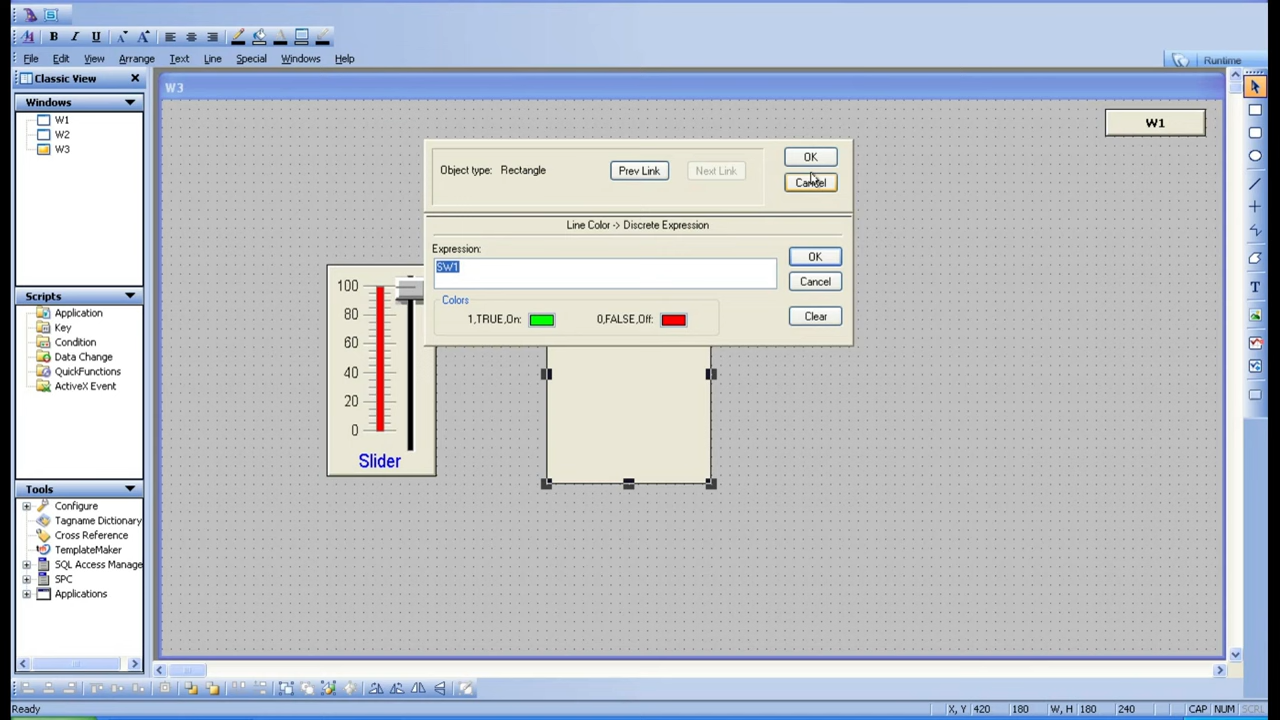 B I U
File Edit View Arrange Text Line Special Windows Help
Runtime
Classic View
W3
Windows
W1
W2
W3
W1
Object type: Rectangle
Prev Link
Next Link
OK
Cancel
Line Color -> Discrete Expression
Expression:
SW1
OK
Cancel
Colors
1,TRUE,On:
0,FALSE,Off:
Clear
Scripts
Application
Key
Condition
Data Change
QuickFunctions
ActiveX Event
100
80
60
40
20
0
Slider
Tools
Configure
Tagname Dictionary
Cross Reference
TemplateMaker
SQL Access Manage
SPC
Applications
T
Ready
X, Y 420 180 W, H 180 240 CAP NUM SCRL